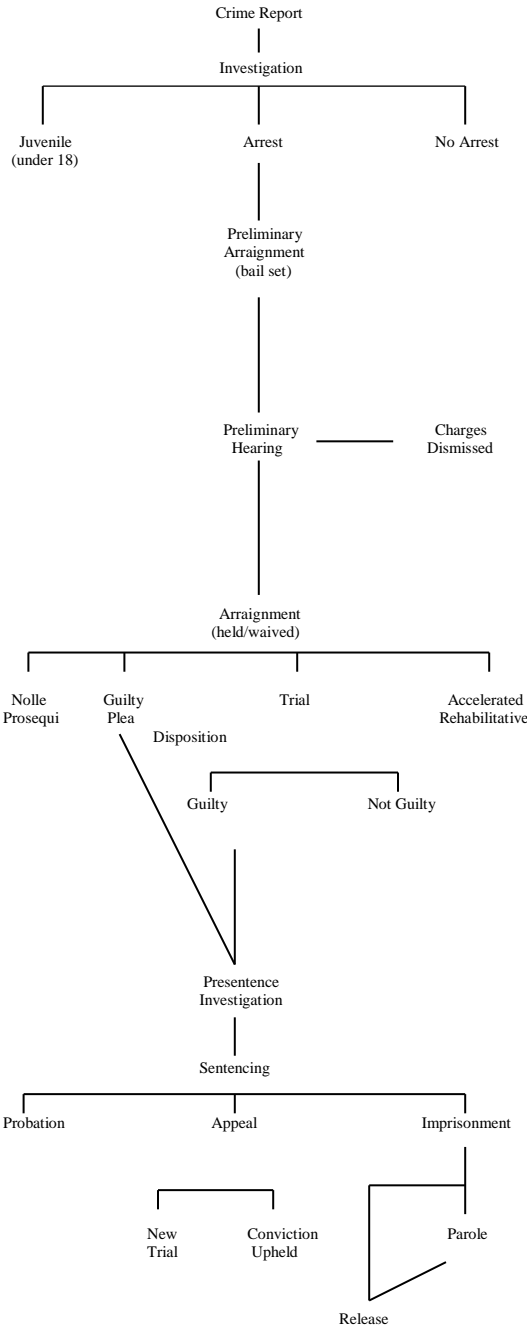 Crime Report
Investigation
Juvenile
(under 18)
Arrest
No Arrest
Preliminary
Arraignment
(bail set)
Preliminary
Hearing
Charges
Dismissed
Arraignment
(held/waived)
Nolle
Prosequi
Guilty
Plea
Trial
Accelerated
Rehabilitative
Disposition
Guilty
Not Guilty
Presentence
Investigation
Sentencing
Probation
Appeal
Imprisonment
New
Trial
Conviction
Upheld
Parole
Release